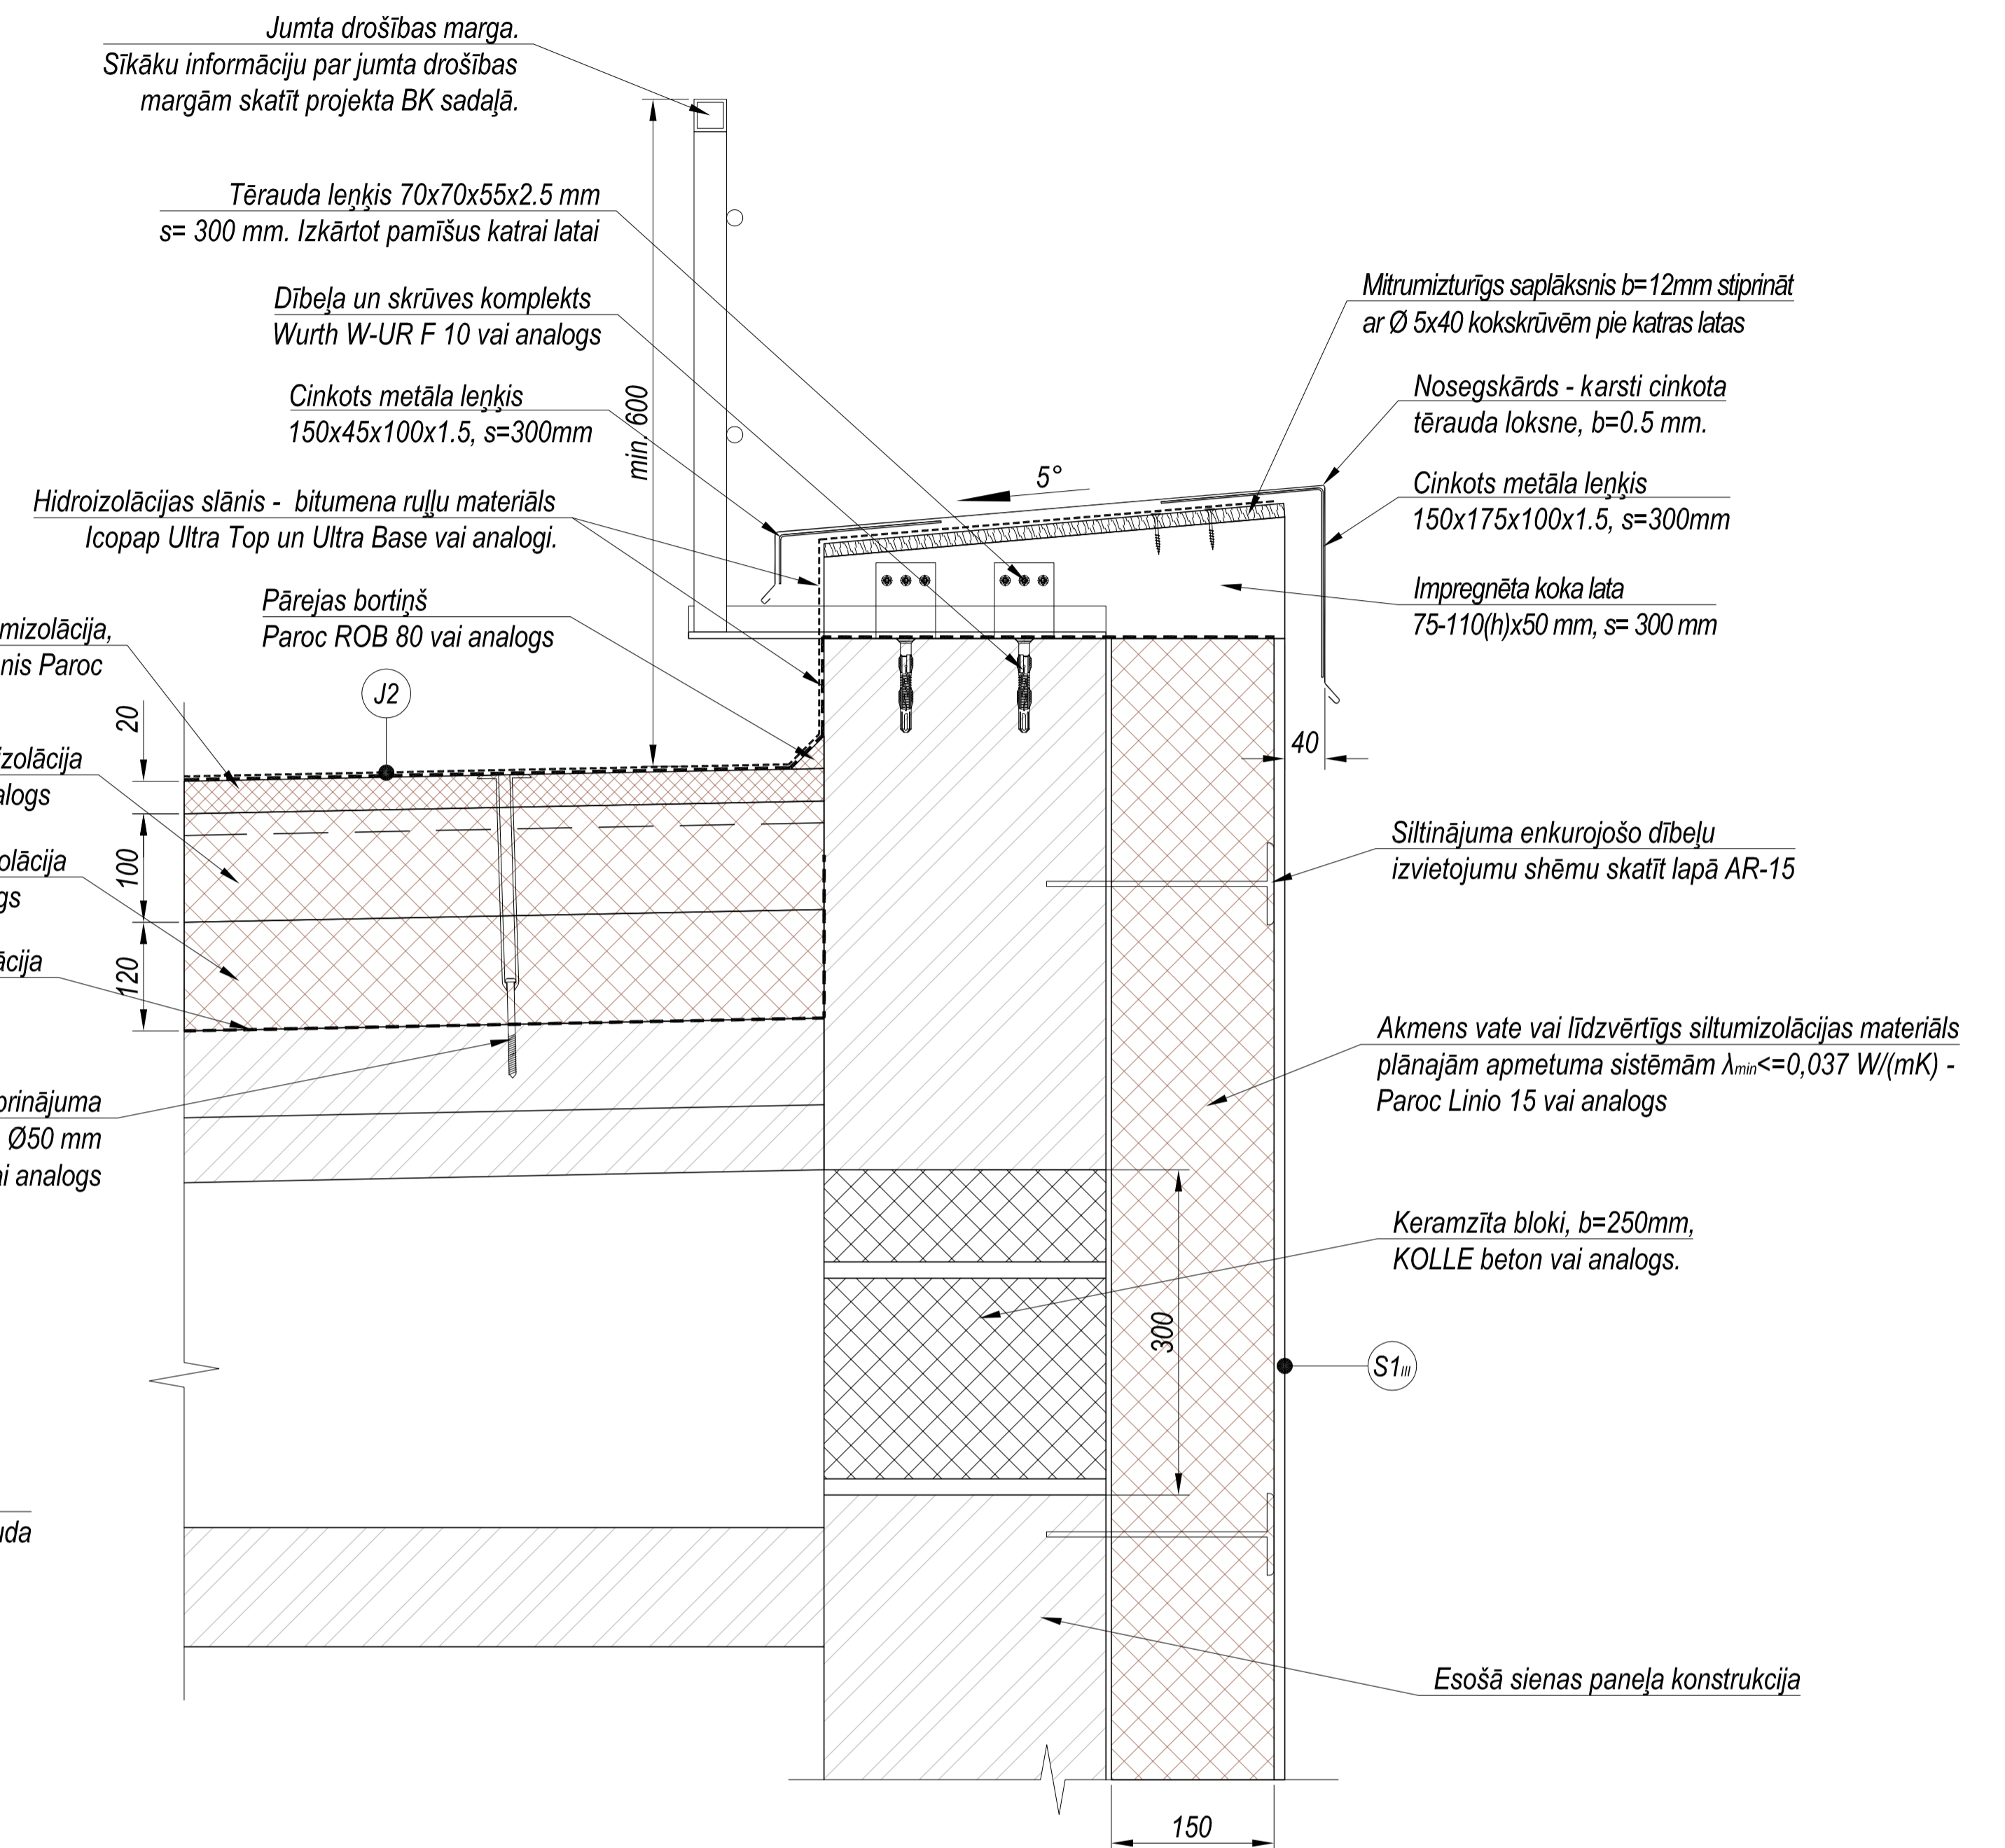 Jumta drošības marga.
Sīkāku informāciju par jumta drošības
margām skatīt projekta BK sadaļā.
Tērauda leņķis 70x70x55x2.5 mm
s= 300 mm. Izkārtot pamīšus katrai latai
Dībeļa un skrūves komplekts
Wurth W-UR F 10 vai analogs
Cinkots metāla leņķis
150x45x100x1.5, s=300mm
Hidroizolācijas slānis - bitumena ruļļu materiāls
Icopap Ultra Top un Ultra Base vai analogi.
Pārejas bortiņš
Paroc ROB 80 vai analogs
mizolācija,
nis Paroc
J2
20
izolācija
alogs
100
olācija
gs
120
ācija
prinājuma
Ø50 mm
ai analogs
uda
min. 600
5°
Mitrumizturīgs saplāksnis b=12mm stiprināt
ar Ø 5x40 kokskrūvēm pie katras latas
Nosegskārds - karsti cinkota
tērauda loksne, b=0.5 mm.
Cinkots metāla leņķis
150x175x100x1.5, s=300mm
Impregnēta koka lata
75-110(h)x50 mm, s= 300 mm
40
Siltinājuma enkurojošo dībeļu
izvietojumu shēmu skatīt lapā AR-15
Akmens vate vai līdzvērtīgs siltumizolācijas materiāls
plānajām apmetuma sistēmām λmin<=0,037 W/(mK) -
Paroc Linio 15 vai analogs
Keramzīta bloki, b=250mm,
KOLLE beton vai analogs.
300
S1III
Esošā sienas paneļa konstrukcija
150